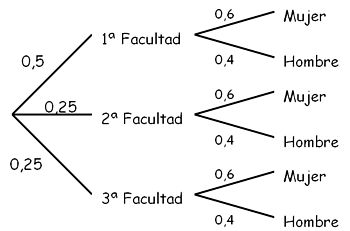 0,5
0,25
0,25
1ª Facultad
0,6
Mujer
0,4
Hombre
2ª Facultad
0,6
Mujer
0,4
Hombre
3ª Facultad
0,6
Mujer
0,4
Hombre